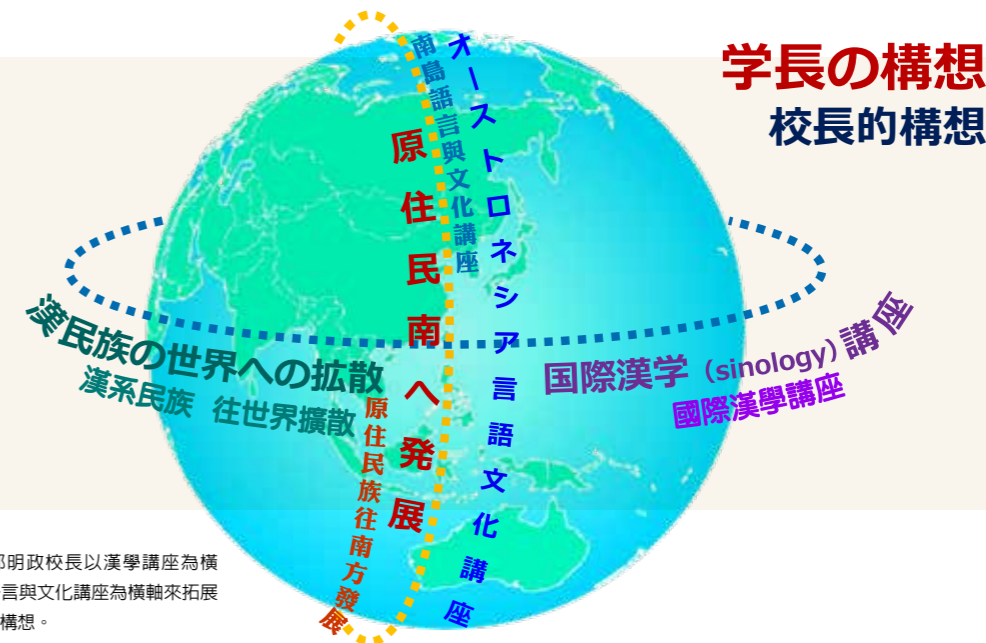 学長の構想
校長的構想
オーストロネシア言語文化講座
南島語言與文化講座
原住民南へ発展
原住民族往南方發展
漢民族の世界への拡散
漢系民族 往世界擴散
国際漢学（sinology）講座
國際漢學講座
明政校長以漢學講座為橫
言與文化講座為橫軸來拓展
構想。